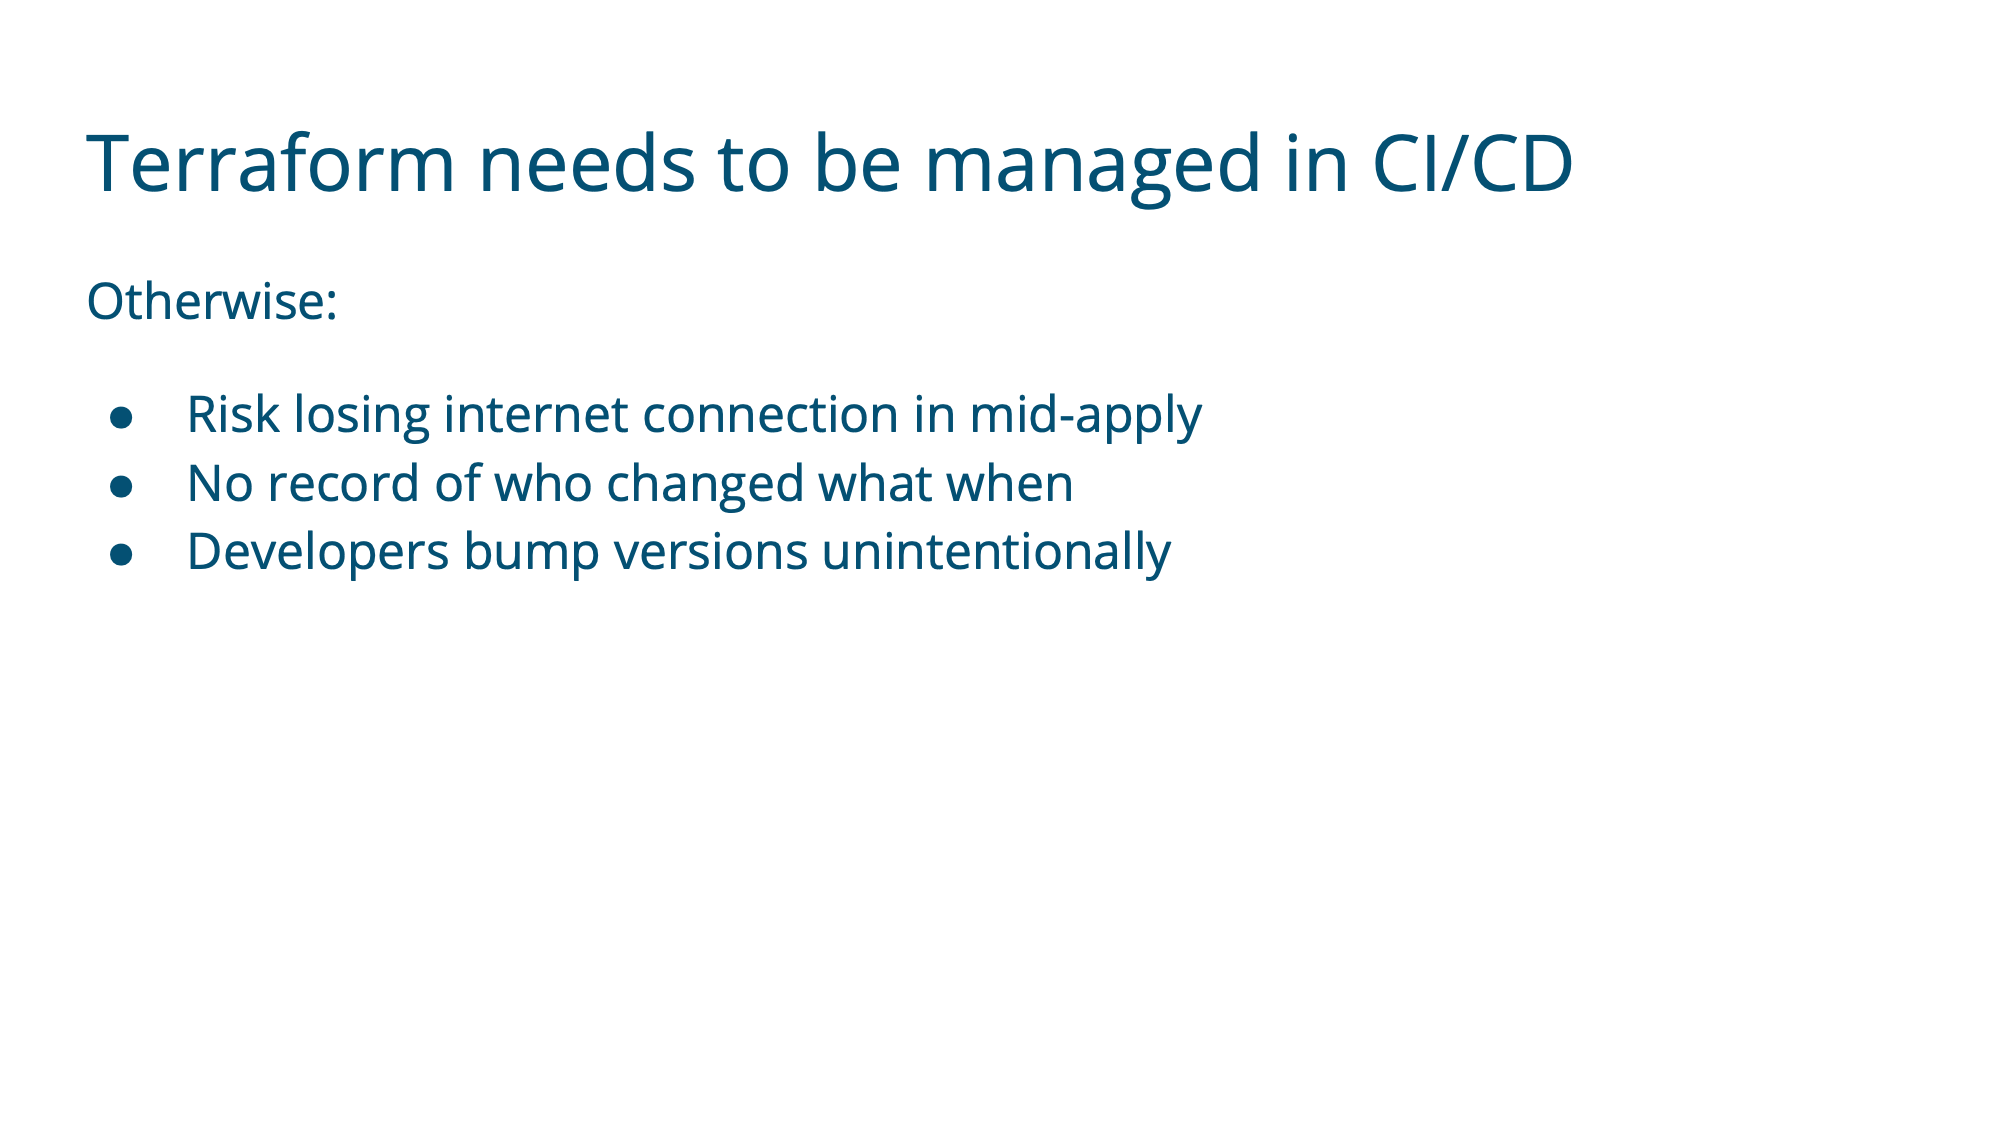 Terraform needs to be managed in CI/CD
Otherwise:
● Risk losing internet connection in mid-apply
● No record of who changed what when
● Developers bump versions unintentionally